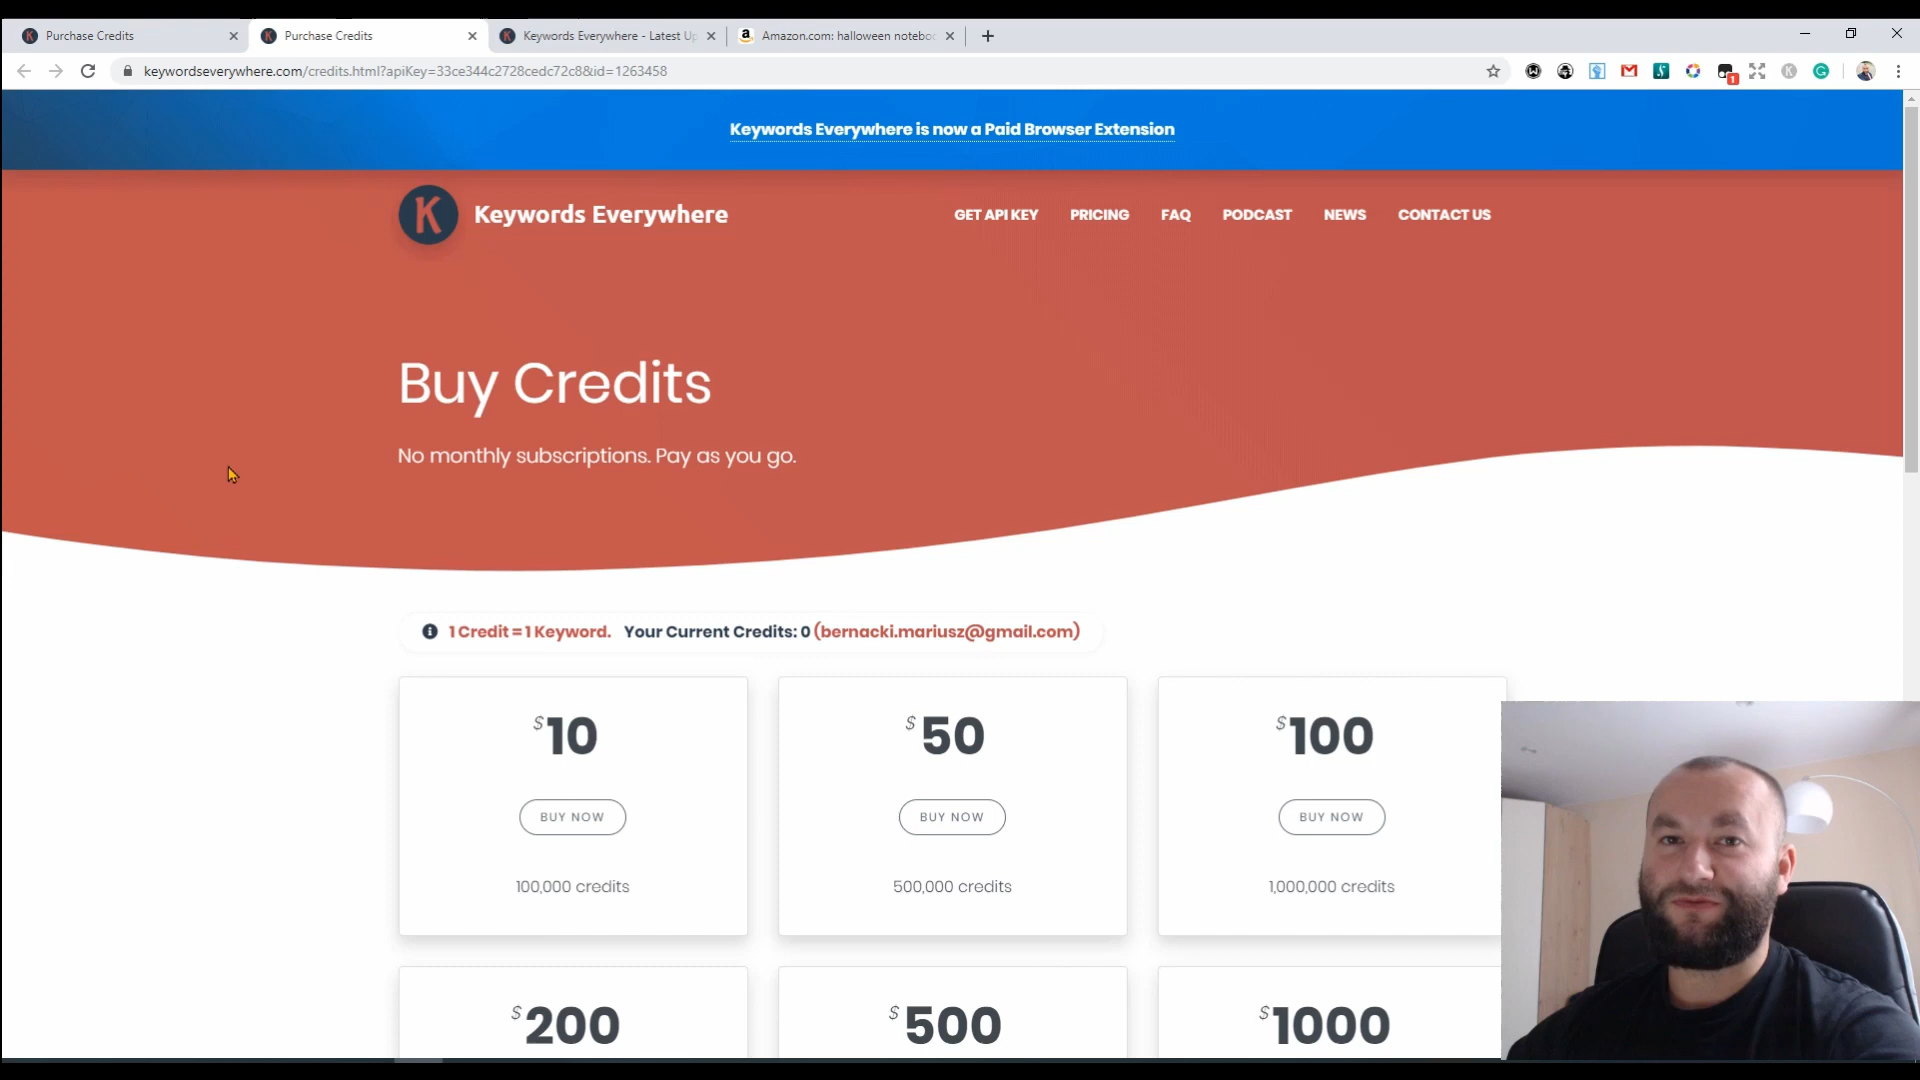 Purchase Credits
Purchase Credits
Keywords Everywhere - Latest Up
Amazon.com: halloween notebo
keywordseverywhere.com/credits.html?apiKey=33ce344c2728cedc72c8&id=1263458
1
Keywords Everywhere is now a Paid Browser Extension
K Keywords Everywhere
GET API KEY PRICING FAQ PODCAST NEWS CONTACT US
Buy Credits
No monthly subscriptions. Pay as you go.
1 Credit = 1 Keyword. Your Current Credits: 0 (bernacki.mariusz@gmail.com)
$10
BUY NOW
100,000 credits
$50
BUY NOW
500,000 credits
$100
BUY NOW
1,000,000 credits
$200
$500
$1000